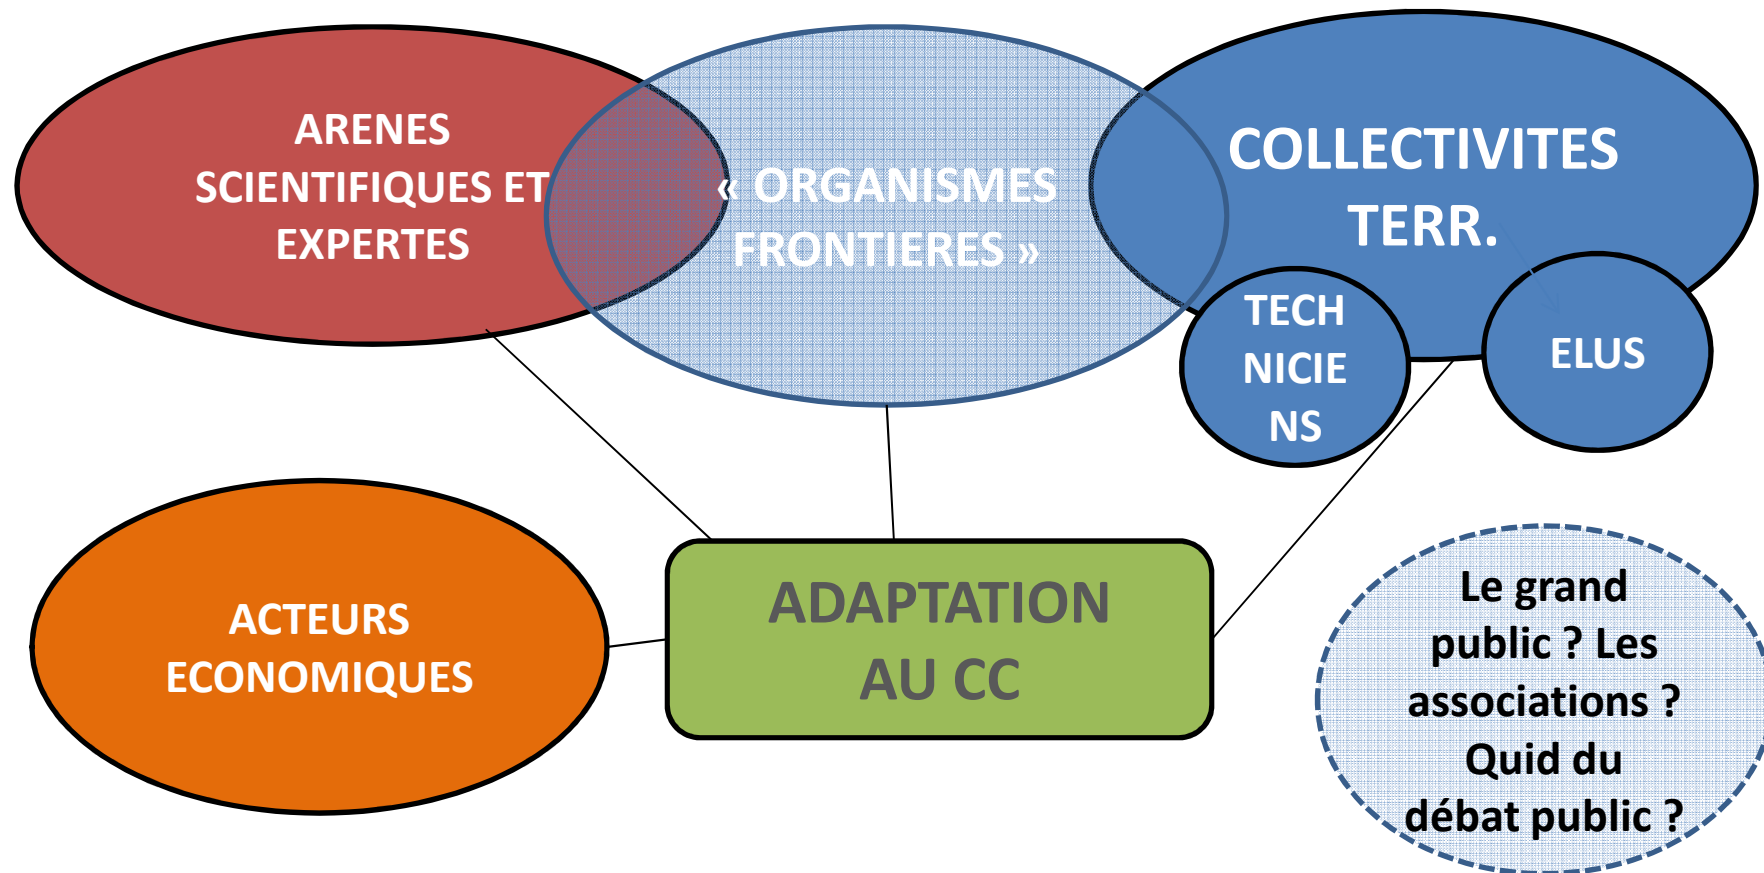 ARENES
SCIENTIFIQUES ET
EXPERTES
« ORGANISMES
FRONTIERES »
COLLECTIVITES
TERR.
TECH
NICIE
NS
ELUS
ACTEURS
ECONOMIQUES
ADAPTATION
AU CC
Le grand
public ? Les
associations ?
Quid du
débat public ?